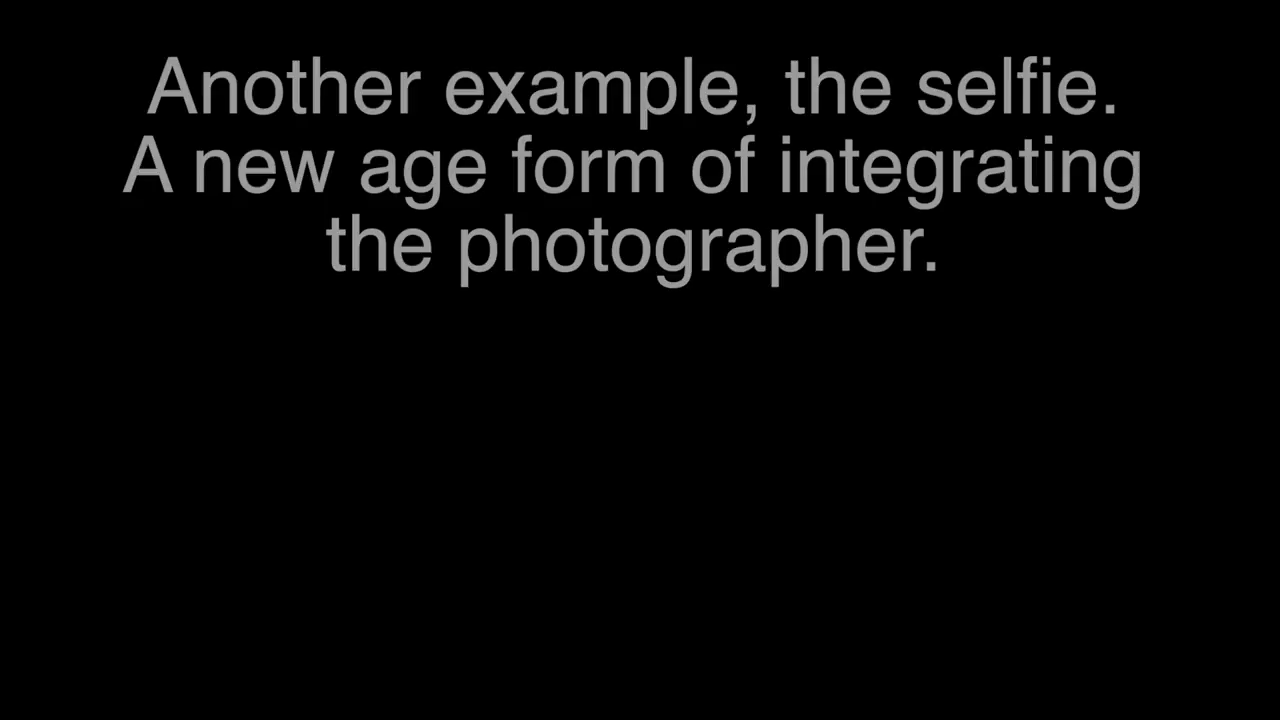 Another example, the selfie.
A new age form of integrating
the photographer.